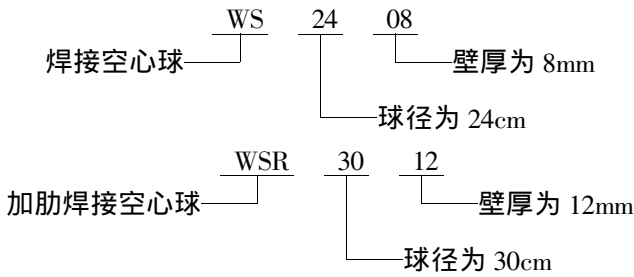 WS 24 08
焊接空心球 壁厚为 8mm
球径为 24cm
WSR 30 12
加肋焊接空心球 壁厚为 12mm
球径为 30cm